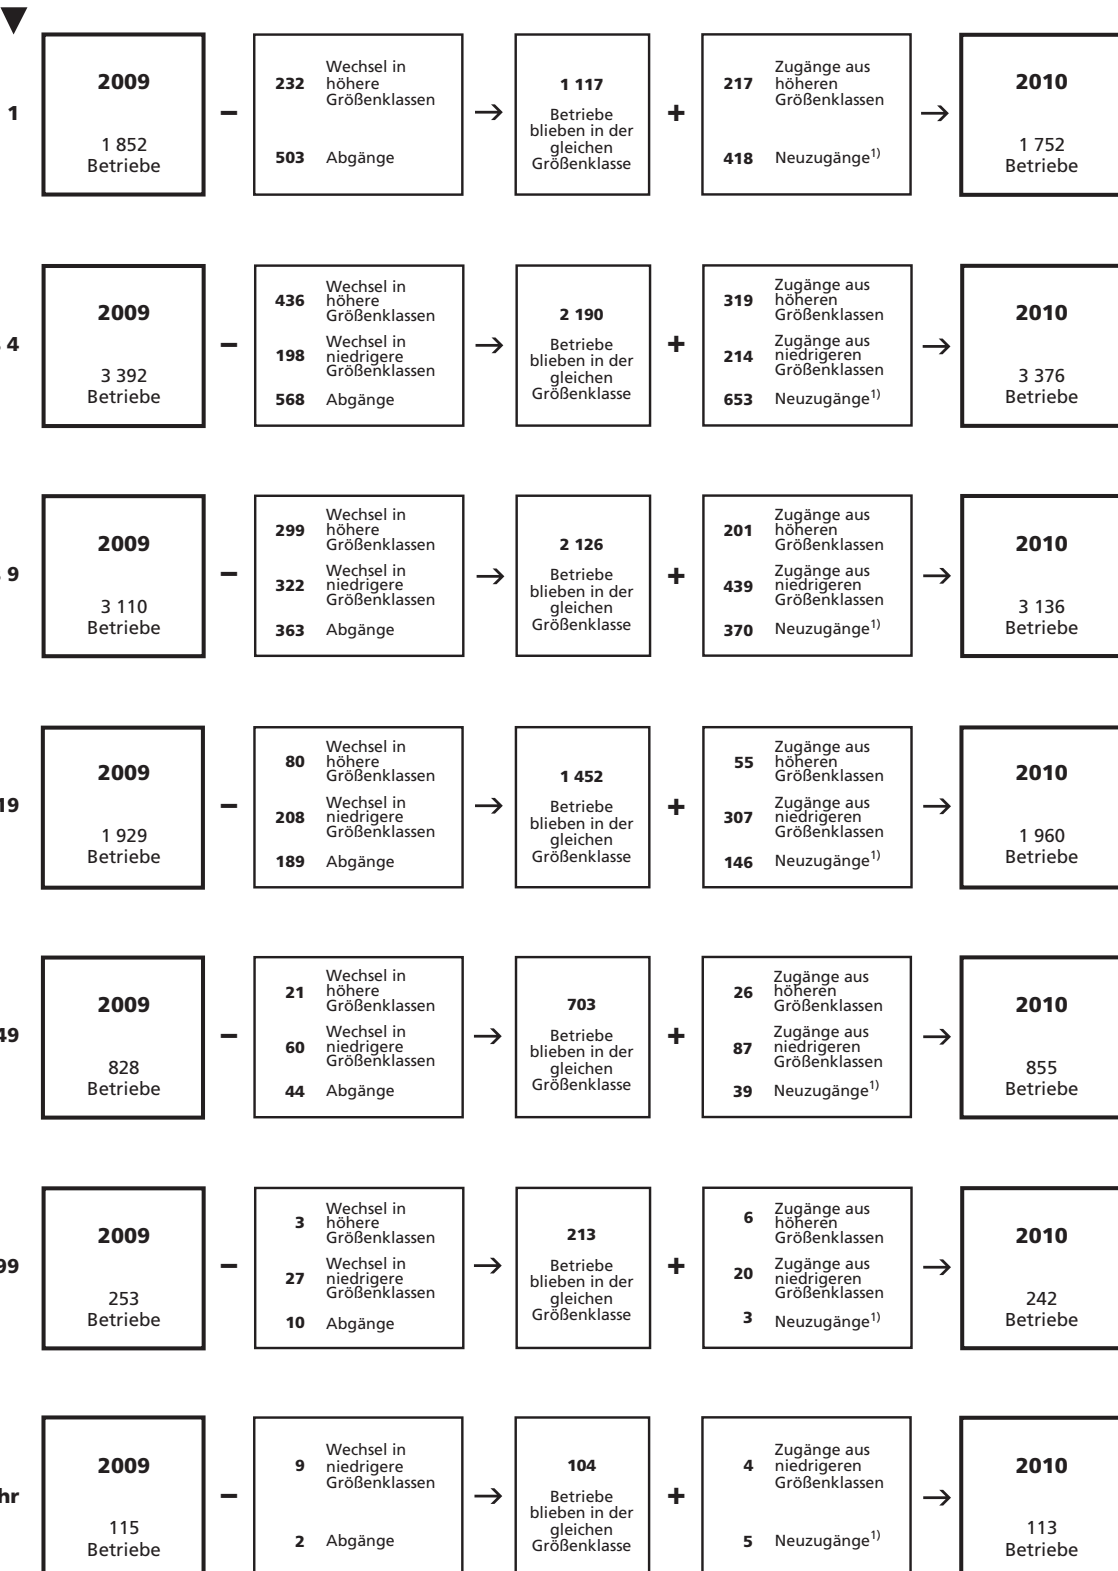 ▼
1
2009
1 852
Betriebe
–
232 Wechsel in
höhere
Größenklassen
503 Abgänge
→
1 117
Betriebe
blieben in der
gleichen
Größenklasse
+
217 Zugänge aus
höheren
Größenklassen
418 Neuzugänge1)
→
2010
1 752
Betriebe
4
2009
3 392
Betriebe
–
436 Wechsel in
höhere
Größenklassen
198 Wechsel in
niedrigere
Größenklassen
568 Abgänge
→
2 190
Betriebe
blieben in der
gleichen
Größenklasse
+
319 Zugänge aus
höheren
Größenklassen
214 Zugänge aus
niedrigeren
Größenklassen
653 Neuzugänge1)
→
2010
3 376
Betriebe
9
2009
3 110
Betriebe
–
299 Wechsel in
höhere
Größenklassen
322 Wechsel in
niedrigere
Größenklassen
363 Abgänge
→
2 126
Betriebe
blieben in der
gleichen
Größenklasse
+
201 Zugänge aus
höheren
Größenklassen
439 Zugänge aus
niedrigeren
Größenklassen
370 Neuzugänge1)
→
2010
3 136
Betriebe
19
2009
1 929
Betriebe
–
80 Wechsel in
höhere
Größenklassen
208 Wechsel in
niedrigere
Größenklassen
189 Abgänge
→
1 452
Betriebe
blieben in der
gleichen
Größenklasse
+
55 Zugänge aus
höheren
Größenklassen
307 Zugänge aus
niedrigeren
Größenklassen
146 Neuzugänge1)
→
2010
1 960
Betriebe
49
2009
828
Betriebe
–
21 Wechsel in
höhere
Größenklassen
60 Wechsel in
niedrigere
Größenklassen
44 Abgänge
→
703
Betriebe
blieben in der
gleichen
Größenklasse
+
26 Zugänge aus
höheren
Größenklassen
87 Zugänge aus
niedrigeren
Größenklassen
39 Neuzugänge1)
→
2010
855
Betriebe
99
2009
253
Betriebe
–
3 Wechsel in
höhere
Größenklassen
27 Wechsel in
niedrigere
Größenklassen
10 Abgänge
→
213
Betriebe
blieben in der
gleichen
Größenklasse
+
6 Zugänge aus
höheren
Größenklassen
20 Zugänge aus
niedrigeren
Größenklassen
3 Neuzugänge1)
→
2010
242
Betriebe
hr
2009
115
Betriebe
–
9 Wechsel in
niedrigere
Größenklassen
2 Abgänge
→
104
Betriebe
blieben in der
gleichen
Größenklasse
+
4 Zugänge aus
niedrigeren
Größenklassen
5 Neuzugänge1)
→
2010
113
Betriebe